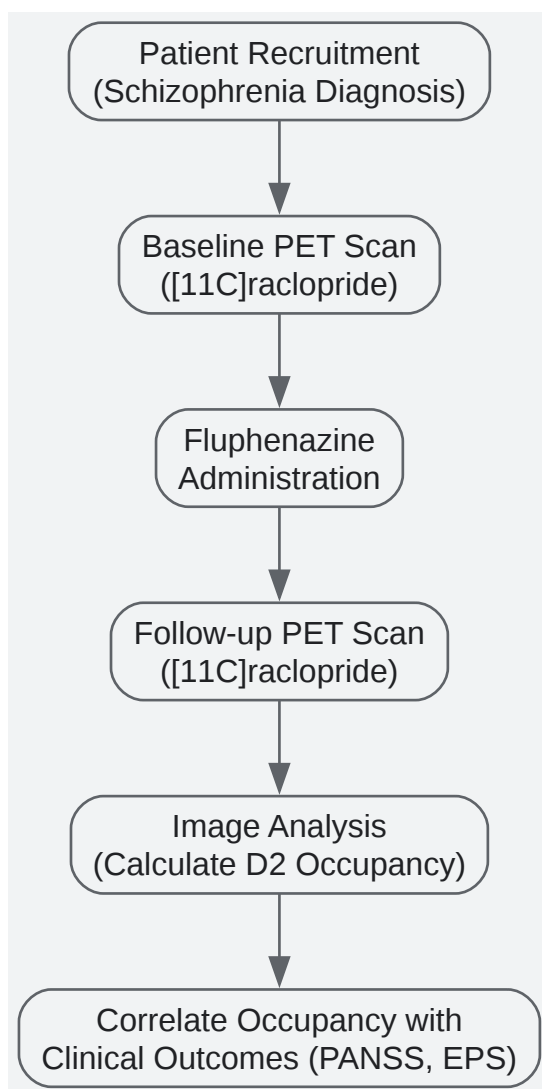 Patient Recruitment
(Schizophrenia Diagnosis)
Baseline PET Scan
([11C]raclopride)
Fluphenazine
Administration
Follow-up PET Scan
([11C]raclopride)
Image Analysis
(Calculate D2 Occupancy)
Correlate Occupancy with
Clinical Outcomes (PANSS, EPS)